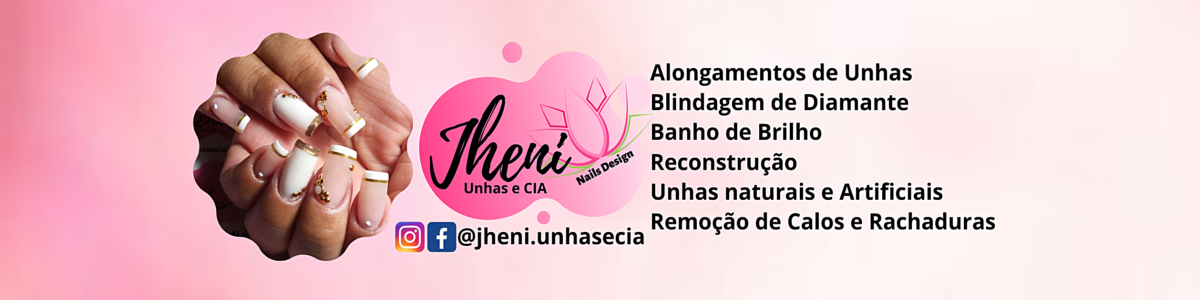 Jheni
Unhas e CIA
Nails Design
@jheni.unhasecia
Alongamentos de Unhas
Blindagem de Diamante
Banho de Brilho
Reconstrução
Unhas naturais e Artificiais
Remoção de Calos e Rachaduras